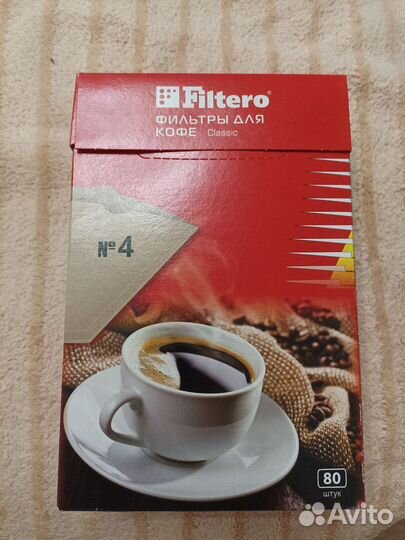 Filtero®
ФИЛЬТРЫ ДЛЯ
КОФЕ Classic
№4
80
штук
Avito